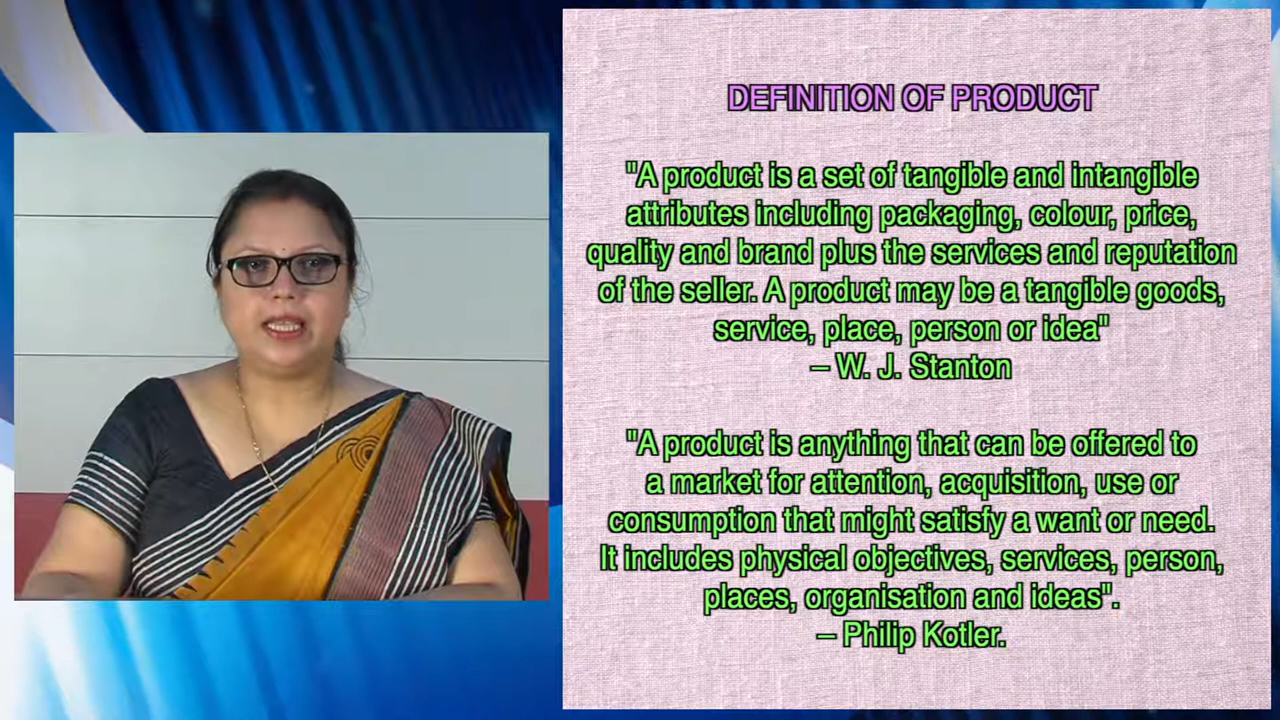 DEFINITION OF PRODUCT
"A product is a set of tangible and intangible
attributes including packaging, colour, price,
quality and brand plus the services and reputation
of the seller. A product may be a tangible goods,
service, place, person or idea"
– W. J. Stanton
"A product is anything that can be offered to
a market for attention, acquisition, use or
consumption that might satisfy a want or need.
It includes physical objectives, services, person,
places, organisation and ideas".
– Philip Kotler.